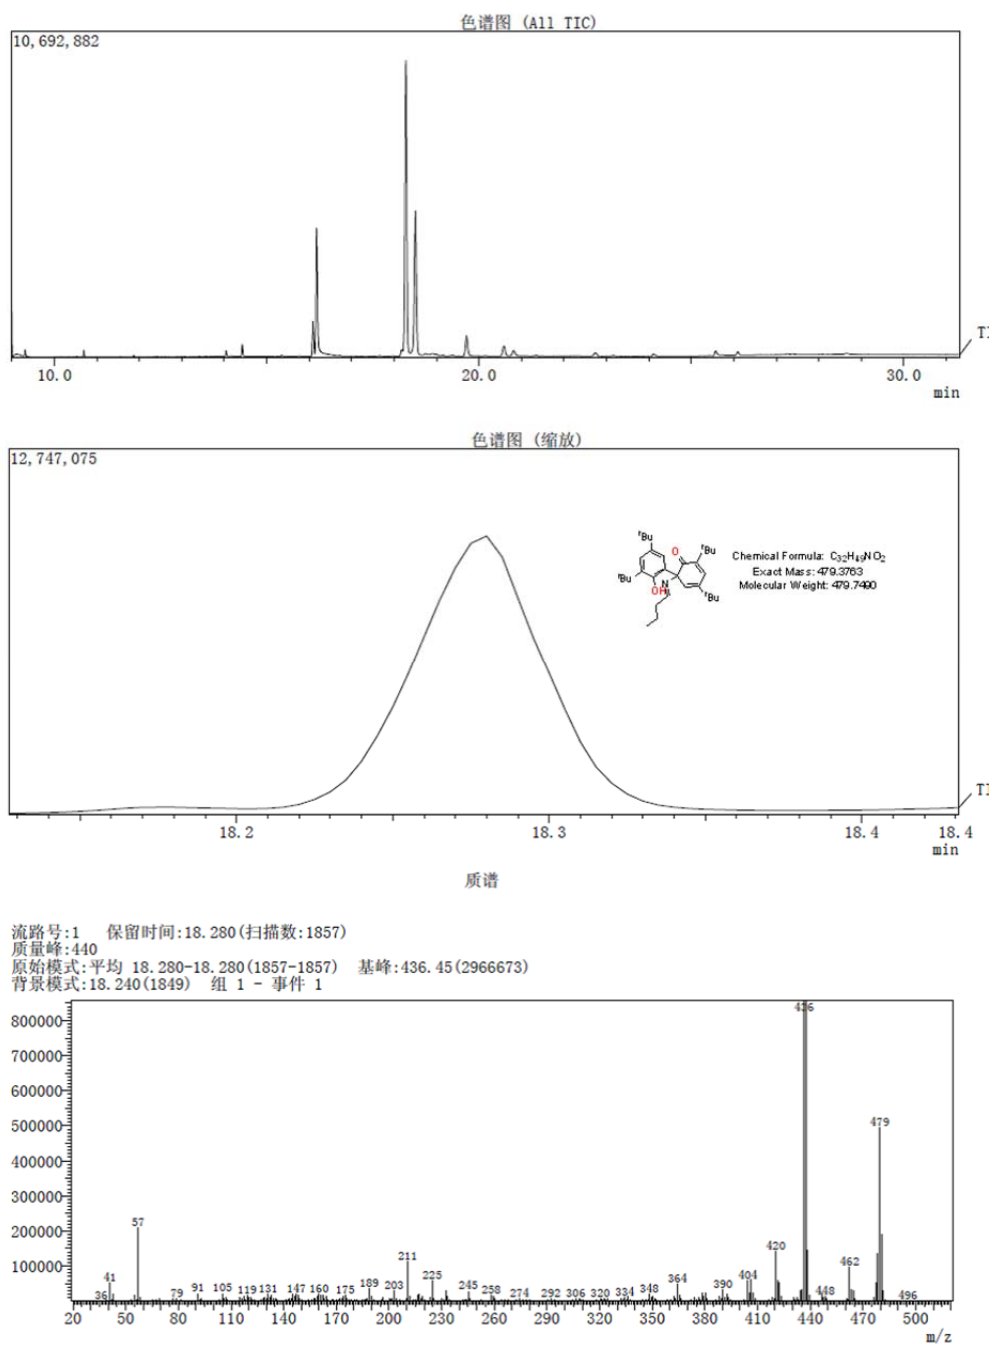 色谱图 (All TIC)
10,692,882
TI
10.0 20.0 30.0
min
色谱图 (缩放)
12,747,075
ᵗBu O ᵗBu
ᵗBu OH N ᵗBu
Chemical Formula: C₃₂H₄₉NO₂
Exact Mass: 479.3763
Molecular Weight: 479.7490
TI
18.2 18.3 18.4 18.4
min
质谱
流路号:1 保留时间:18.280(扫描数:1857)
质量峰:440
原始模式:平均 18.280-18.280(1857-1857) 基峰:436.45(2966673)
背景模式:18.240(1849) 组 1 - 事件 1
800000
700000
600000
500000
400000
300000
200000
100000
36 41 57 79 91 105 119 131 147 160 175 189 203 211 225 245 258 274 292 306 320 334 348 364 390 404 420 436 448 462 479 496
20 50 80 110 140 170 200 230 260 290 320 350 380 410 440 470 500
m/z